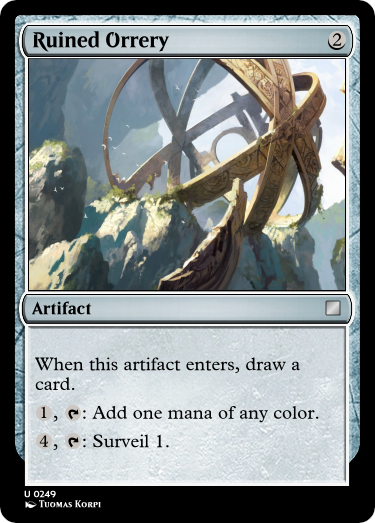 Ruined Orrery 2
Artifact
When this artifact enters, draw a
card.
1, : Add one mana of any color.
4, : Surveil 1.
U 0249
Tuomas Korpi